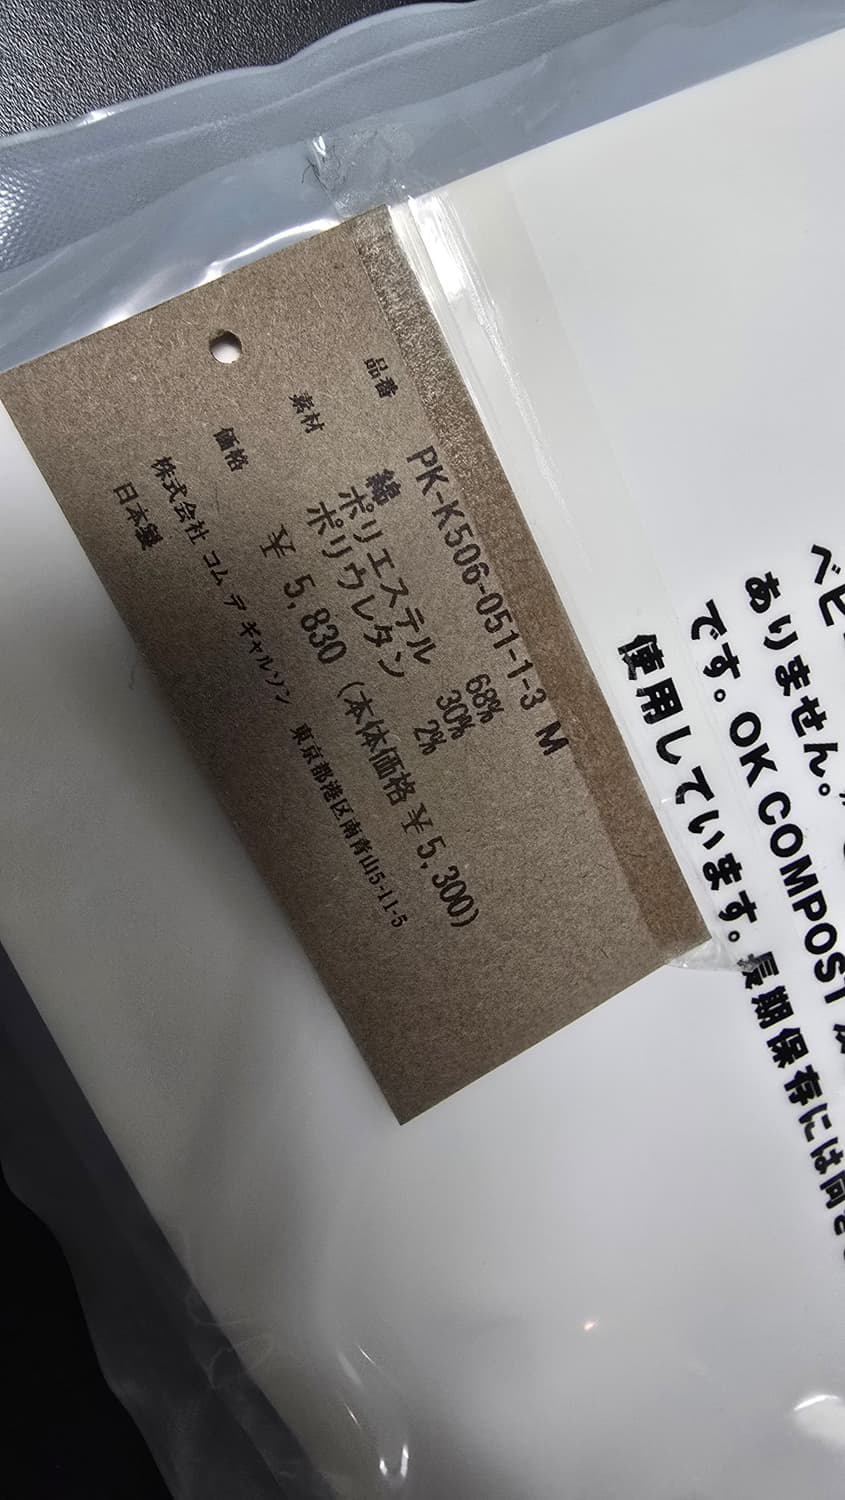 品番 PK-K506-051-1-3 M
素材 綿 68%
ポリエステル 30%
ポリウレタン 2%
価格 ¥ 5,830 (本体価格 ¥ 5,300)
株式会社 コム デ ギャルソン 東京都港区南青山5-11-5
日本製
ベビ
ありません。
です。OK COMPOST
使用しています。長期保存には向き